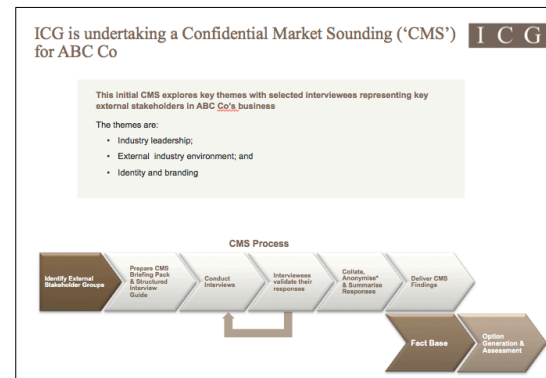 ICG is undertaking a Confidential Market Sounding (‘CMS’)
for ABC Co
I C G
This initial CMS explores key themes with selected interviewees representing key
external stakeholders in ABC Co's business
The themes are:
• Industry leadership;
• External industry environment; and
• Identity and branding
CMS Process
Identify External
Stakeholder Groups
Prepare CMS
Briefing Pack
& Structured
Interview
Guide
Conduct
Interviews
Interviewees
validate their
responses
Collate,
Anonymise*
& Summarise
Responses
Deliver CMS
Findings
Fact Base
Option
Generation &
Assessment